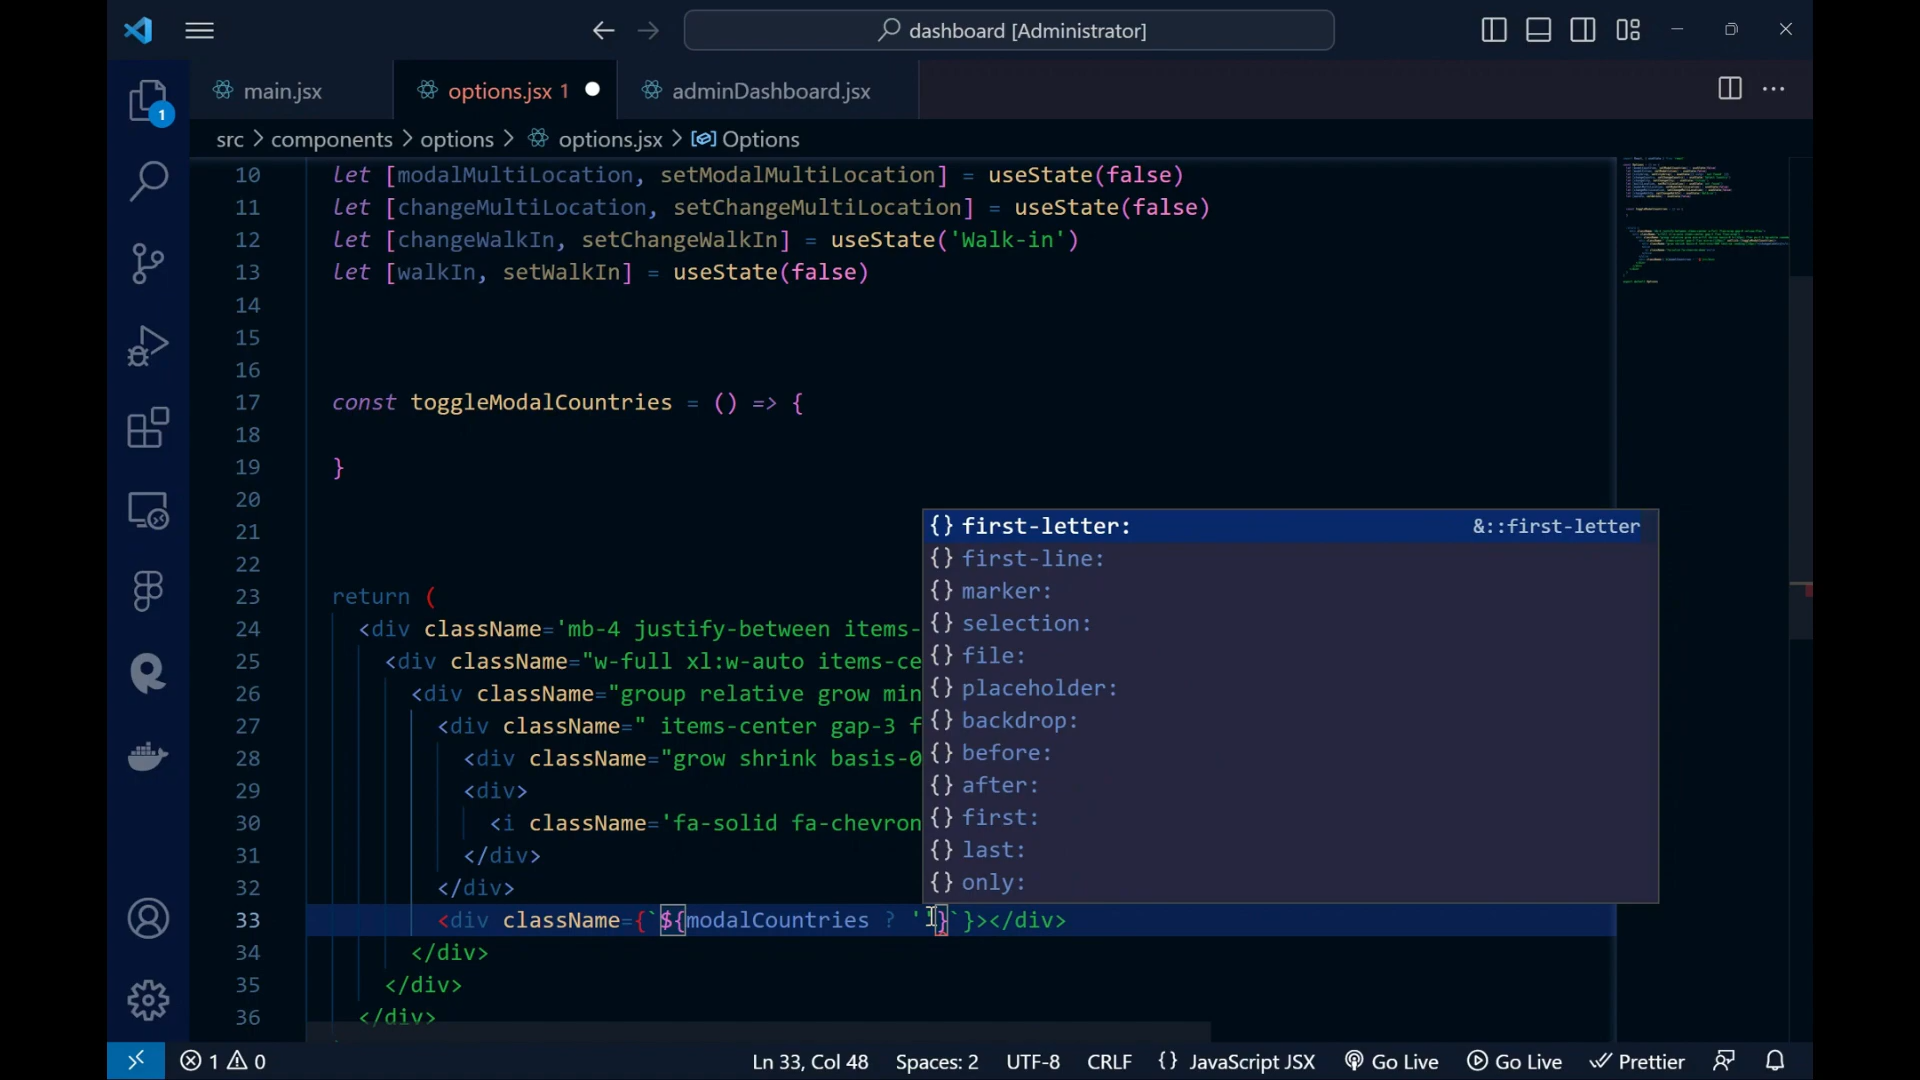 dashboard [Administrator]
main.jsx
options.jsx 1
adminDashboard.jsx
1
src > components > options > options.jsx > Options
10 let [modalMultiLocation, setModalMultiLocation] = useState(false)
11 let [changeMultiLocation, setChangeMultiLocation] = useState(false)
12 let [changeWalkIn, setChangeWalkIn] = useState('Walk-in')
13 let [walkIn, setWalkIn] = useState(false)
14
15
16
17 const toggleModalCountries = () => {
18
19 }
20
21
22
23 return (
24 <div className='mb-4 justify-between items-
25 <div className="w-full xl:w-auto items-ce
26 <div className="group relative grow min
27 <div className=" items-center gap-3 f
28 <div className="grow shrink basis-0
29 <div>
30 <i className='fa-solid fa-chevron
31 </div>
32 </div>
33 <div className={`${modalCountries ? ''}`}></div>
34 </div>
35 </div>
36 </div>
{} first-letter: &::first-letter
{} first-line:
{} marker:
{} selection:
{} file:
{} placeholder:
{} backdrop:
{} before:
{} after:
{} first:
{} last:
{} only:
1 0
Ln 33, Col 48
Spaces: 2
UTF-8
CRLF
{} JavaScript JSX
Go Live
Go Live
Prettier